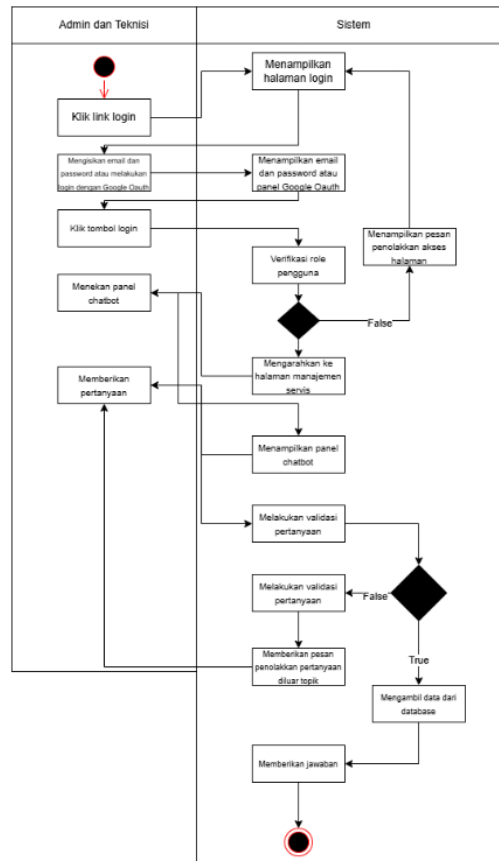 Admin dan Teknisi
Sistem
Menampilkan
halaman login
Klik link login
Mengisikan email dan
password atau melakukan
login dengan Google Oauth
Menampilkan email
dan password atau
panel Google Oauth
Klik tombol login
Menampilkan pesan
penolakkan akses
halaman
Verifikasi role
pengguna
Menekan panel
chatbot
False
Mengarahkan ke
halaman manajemen
servis
Memberikan
pertanyaan
Menampilkan panel
chatbot
Melakukan validasi
pertanyaan
Melakukan validasi
pertanyaan
False
Memberikan pesan
penolakkan pertanyaan
diluar topik
True
Mengambil data dari
database
Memberikan jawaban